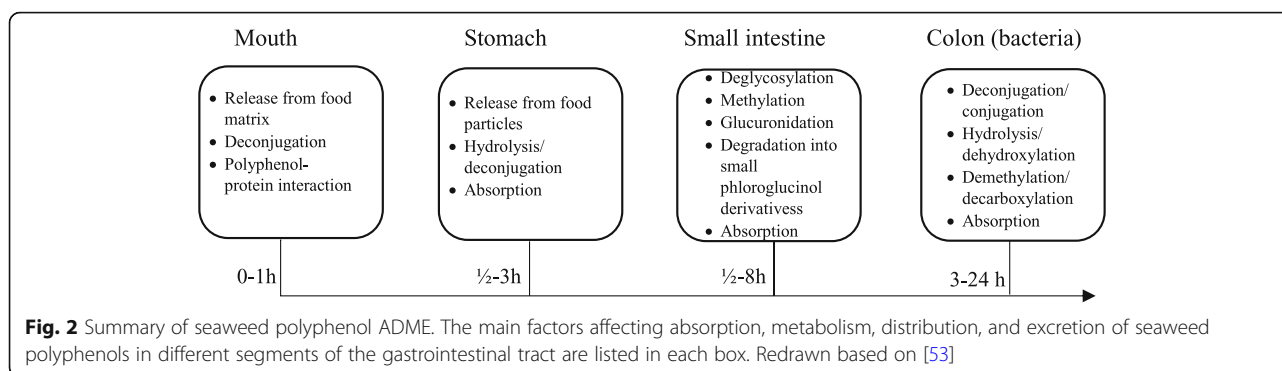 Mouth
Stomach
Small intestine
Colon (bacteria)
• Release from food
matrix
• Deconjugation
• Polyphenol-
protein interaction
• Release from food
particles
• Hydrolysis/
deconjugation
• Absorption
• Deglycosylation
• Methylation
• Glucuronidation
• Degradation into
small
phloroglucinol
derivativess
• Absorption
• Deconjugation/
conjugation
• Hydrolysis/
dehydroxylation
• Demethylation/
decarboxylation
• Absorption
0-1h
½-3h
½-8h
3-24 h
Fig. 2 Summary of seaweed polyphenol ADME. The main factors affecting absorption, metabolism, distribution, and excretion of seaweed
polyphenols in different segments of the gastrointestinal tract are listed in each box. Redrawn based on [53]